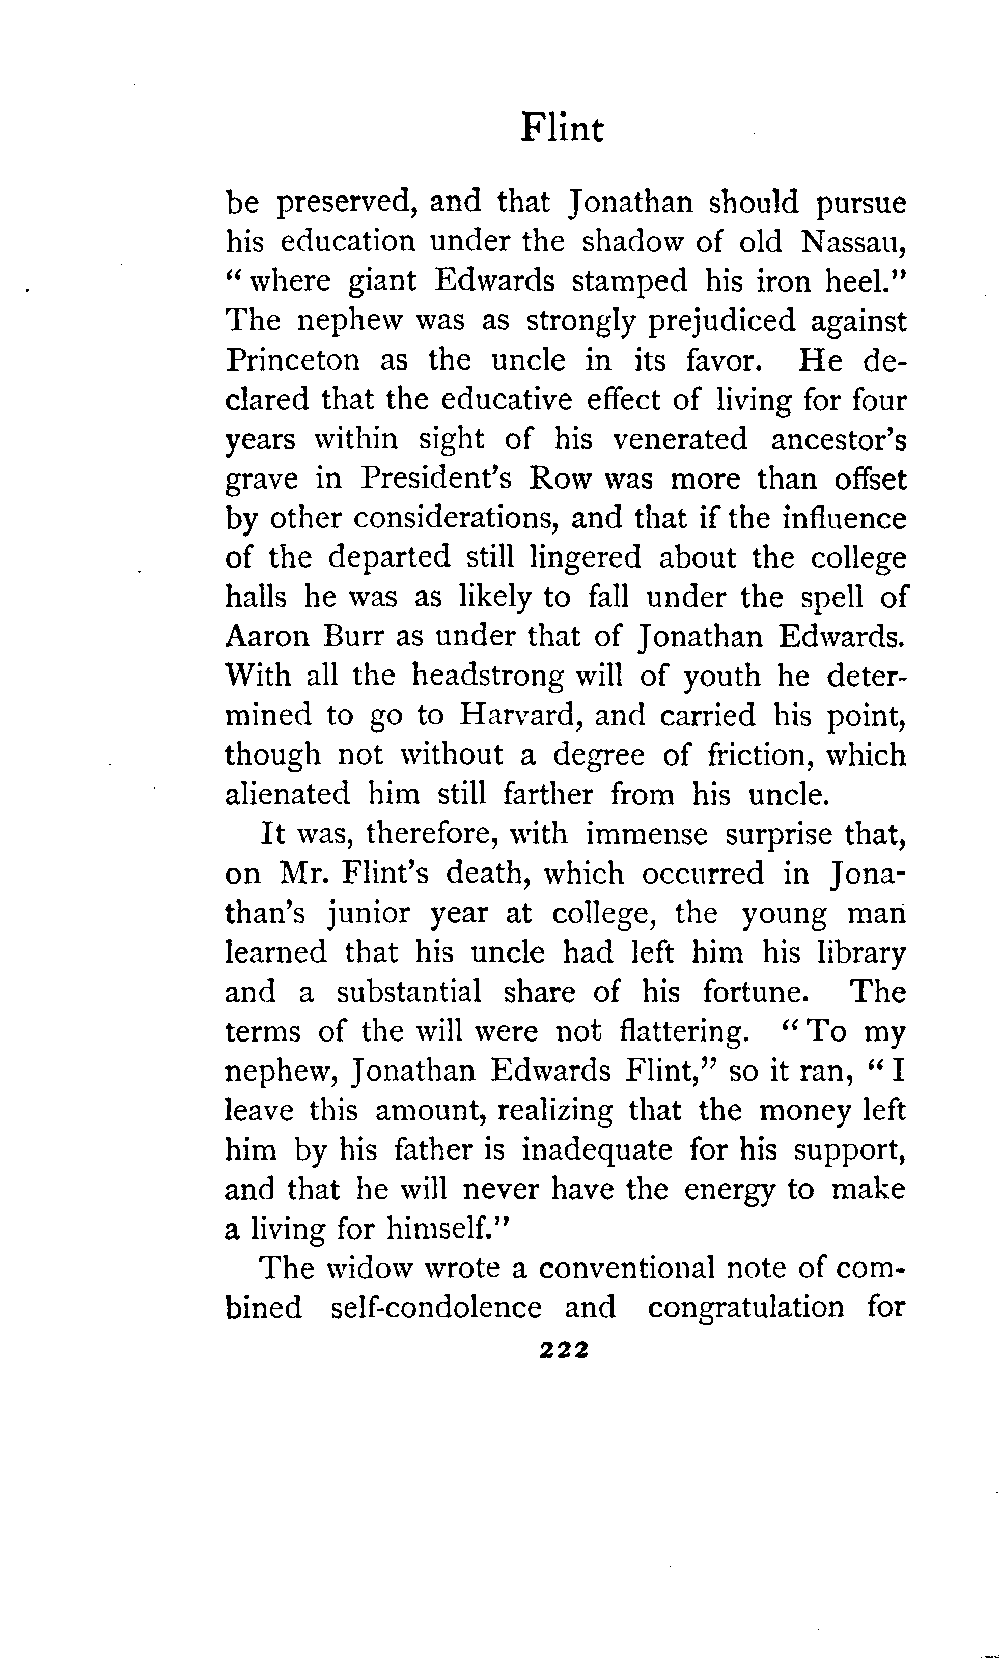 Flint
be preserved, and that Jonathan should pursue
his education under the shadow of old Nassau,
“ where giant Edwards stamped his iron heel.”
The nephew was as strongly prejudiced against
Princeton as the uncle in its favor. He de-
clared that the educative effect of living for four
years within sight of his venerated ancestor’s
grave in President’s Row was more than offset
by other considerations, and that if the influence
of the departed still lingered about the college
halls he was as likely to fall under the spell of
Aaron Burr as under that of Jonathan Edwards.
With all the headstrong will of youth he deter-
mined to go to Harvard, and carried his point,
though not without a degree of friction, which
alienated him still farther from his uncle.
It was, therefore, with immense surprise that,
on Mr. Flint’s death, which occurred in Jona-
than’s junior year at college, the young man
learned that his uncle had left him his library
and a substantial share of his fortune. The
terms of the will were not flattering. “ To my
nephew, Jonathan Edwards Flint,” so it ran, “ I
leave this amount, realizing that the money left
him by his father is inadequate for his support,
and that he will never have the energy to make
a living for himself.”
The widow wrote a conventional note of com-
bined self-condolence and congratulation for
222